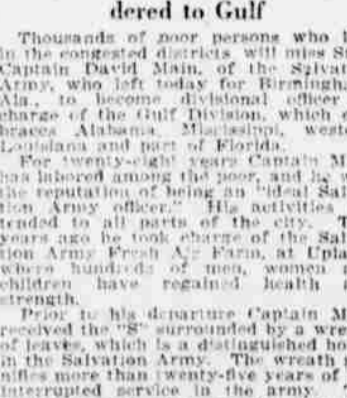 dered to Gulf
Thousands of poor persons who l
in the congested districts will miss S
Captain David Main, of the Salvat
Army, who left today for Birmingha
Ala., to become divisional officer
charge of the Gulf Division, which e
braces Alabama, Mississippi, weste
Louisiana and part of Florida.
For twenty-eight years Captain M
has labored among the poor, and he w
the reputation of being an "ideal Sal
tion Army officer." His activities
tended to all parts of the city. T
years ago he took charge of the Sal
tion Army Fresh Air Farm, at Upla
where hundreds of men, women a
children have regained health a
strength.
Prior to his departure Captain M
received the "S" surrounded by a wre
of leaves, which is a distinguished ho
in the Salvation Army. The wreath s
nifies more than twenty-five years of
interrupted service in the army.